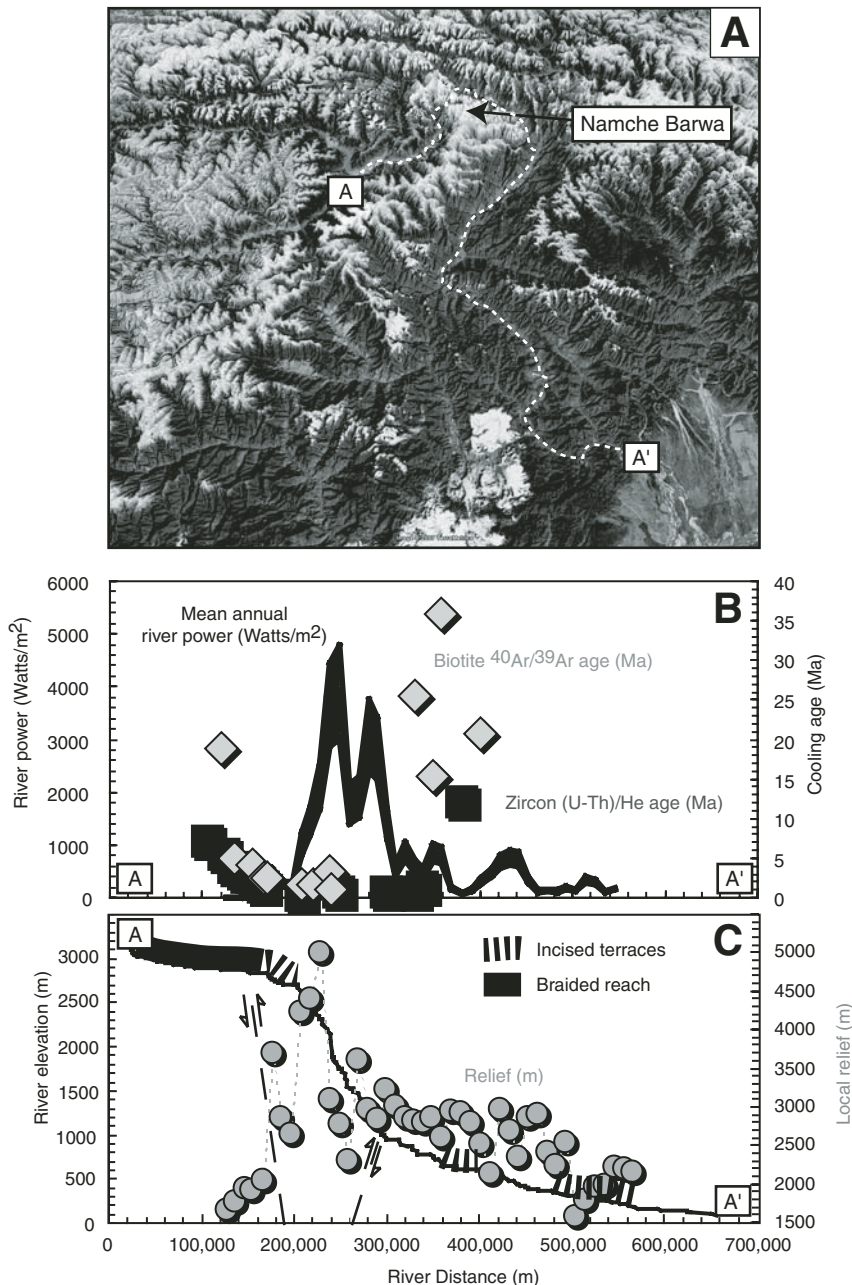 A
Namche Barwa
A
A'
B
6000
5000
4000
3000
2000
1000
0
River power (Watts/m2)
Mean annual
river power (Watts/m2)
Biotite 40Ar/39Ar age (Ma)
Zircon (U-Th)/He age (Ma)
40
35
30
25
20
15
10
5
0
Cooling age (Ma)
A
A'
C
A
3000
2500
2000
1500
1000
500
0
River elevation (m)
Incised terraces
Braided reach
Relief (m)
5000
4500
4000
3500
3000
2500
2000
1500
Local relief (m)
A'
0 100,000 200,000 300,000 400,000 500,000 600,000 700,000
River Distance (m)